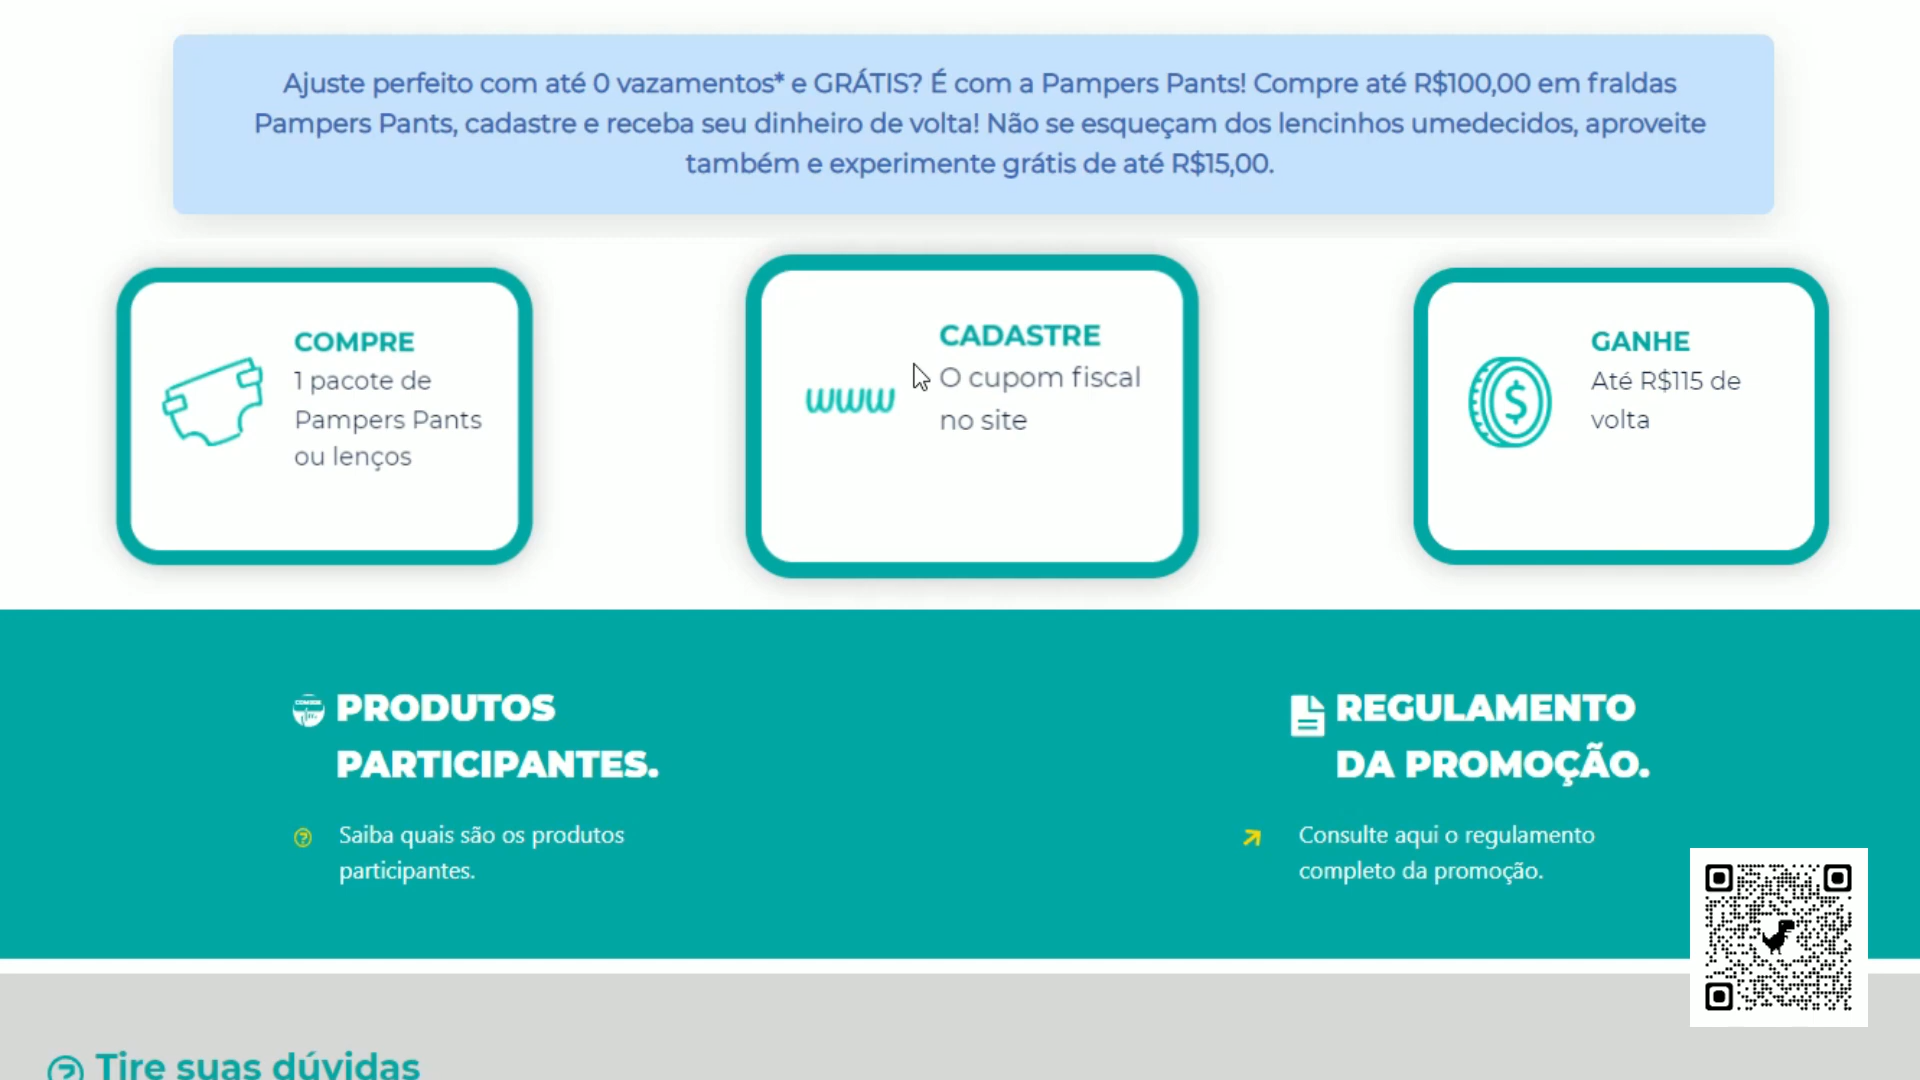 Ajuste perfeito com até 0 vazamentos* e GRÁTIS? É com a Pampers Pants! Compre até R$100,00 em fraldas
Pampers Pants, cadastre e receba seu dinheiro de volta! Não se esqueçam dos lencinhos umedecidos, aproveite
também e experimente grátis de até R$15,00.
COMPRE
1 pacote de
Pampers Pants
ou lenços
www
CADASTRE
O cupom fiscal
no site
GANHE
Até R$115 de
volta
PRODUTOS
PARTICIPANTES.
Saiba quais são os produtos
participantes.
REGULAMENTO
DA PROMOÇÃO.
Consulte aqui o regulamento
completo da promoção.
Tire suas dúvidas